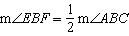 m∠EBF = 1/2 m∠ABC